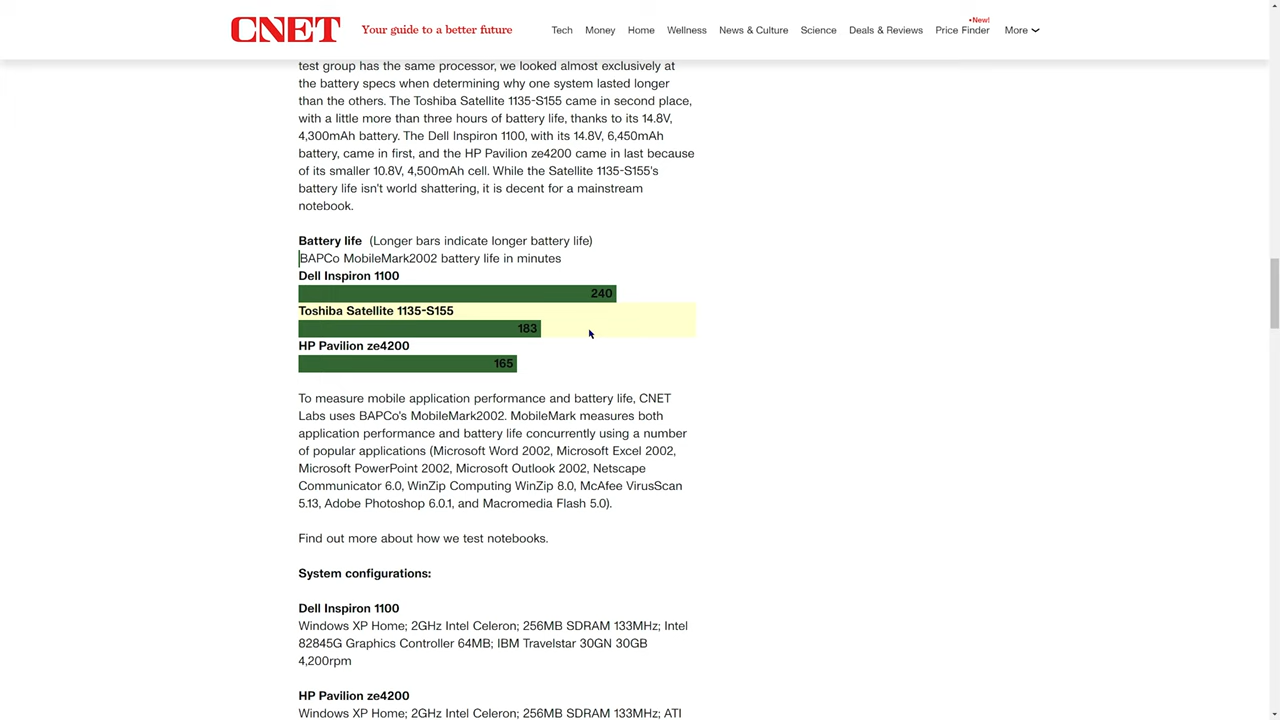 CNET
Your guide to a better future
Tech Money Home Wellness News & Culture Science Deals & Reviews Price Finder More
•New!
test group has the same processor, we looked almost exclusively at
the battery specs when determining why one system lasted longer
than the others. The Toshiba Satellite 1135-S155 came in second place,
with a little more than three hours of battery life, thanks to its 14.8V,
4,300mAh battery. The Dell Inspiron 1100, with its 14.8V, 6,450mAh
battery, came in first, and the HP Pavilion ze4200 came in last because
of its smaller 10.8V, 4,500mAh cell. While the Satellite 1135-S155's
battery life isn't world shattering, it is decent for a mainstream
notebook.
Battery life (Longer bars indicate longer battery life)
BAPCo MobileMark2002 battery life in minutes
Dell Inspiron 1100
240
Toshiba Satellite 1135-S155
183
HP Pavilion ze4200
165
To measure mobile application performance and battery life, CNET
Labs uses BAPCo's MobileMark2002. MobileMark measures both
application performance and battery life concurrently using a number
of popular applications (Microsoft Word 2002, Microsoft Excel 2002,
Microsoft PowerPoint 2002, Microsoft Outlook 2002, Netscape
Communicator 6.0, WinZip Computing WinZip 8.0, McAfee VirusScan
5.13, Adobe Photoshop 6.0.1, and Macromedia Flash 5.0).
Find out more about how we test notebooks.
System configurations:
Dell Inspiron 1100
Windows XP Home; 2GHz Intel Celeron; 256MB SDRAM 133MHz; Intel
82845G Graphics Controller 64MB; IBM Travelstar 30GN 30GB
4,200rpm
HP Pavilion ze4200
Windows XP Home; 2GHz Intel Celeron; 256MB SDRAM 133MHz; ATI